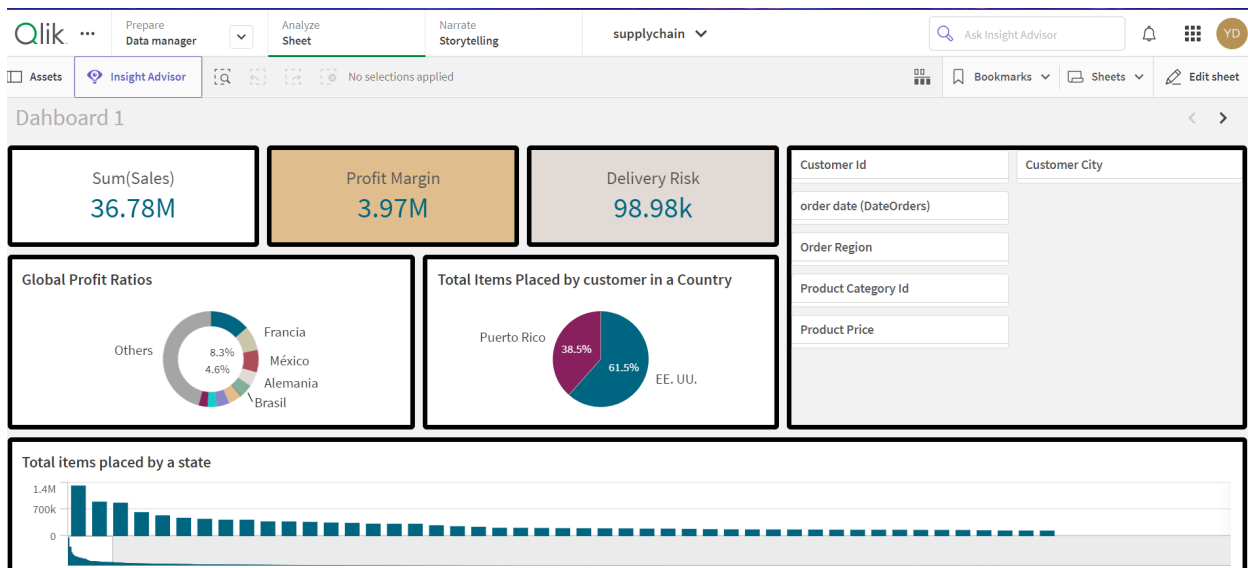 Qlik
Prepare
Data manager
Analyze
Sheet
Narrate
Storytelling
supplychain
Ask Insight Advisor
YD
Assets
Insight Advisor
No selections applied
Bookmarks
Sheets
Edit sheet
Dahboard 1
Sum(Sales)
36.78M
Profit Margin
3.97M
Delivery Risk
98.98k
Customer Id
Customer City
order date (DateOrders)
Order Region
Product Category Id
Product Price
Global Profit Ratios
Others
8.3%
4.6%
Francia
México
Alemania
Brasil
Total Items Placed by customer in a Country
Puerto Rico
38.5%
61.5%
EE. UU.
Total items placed by a state
1.4M
700k
0